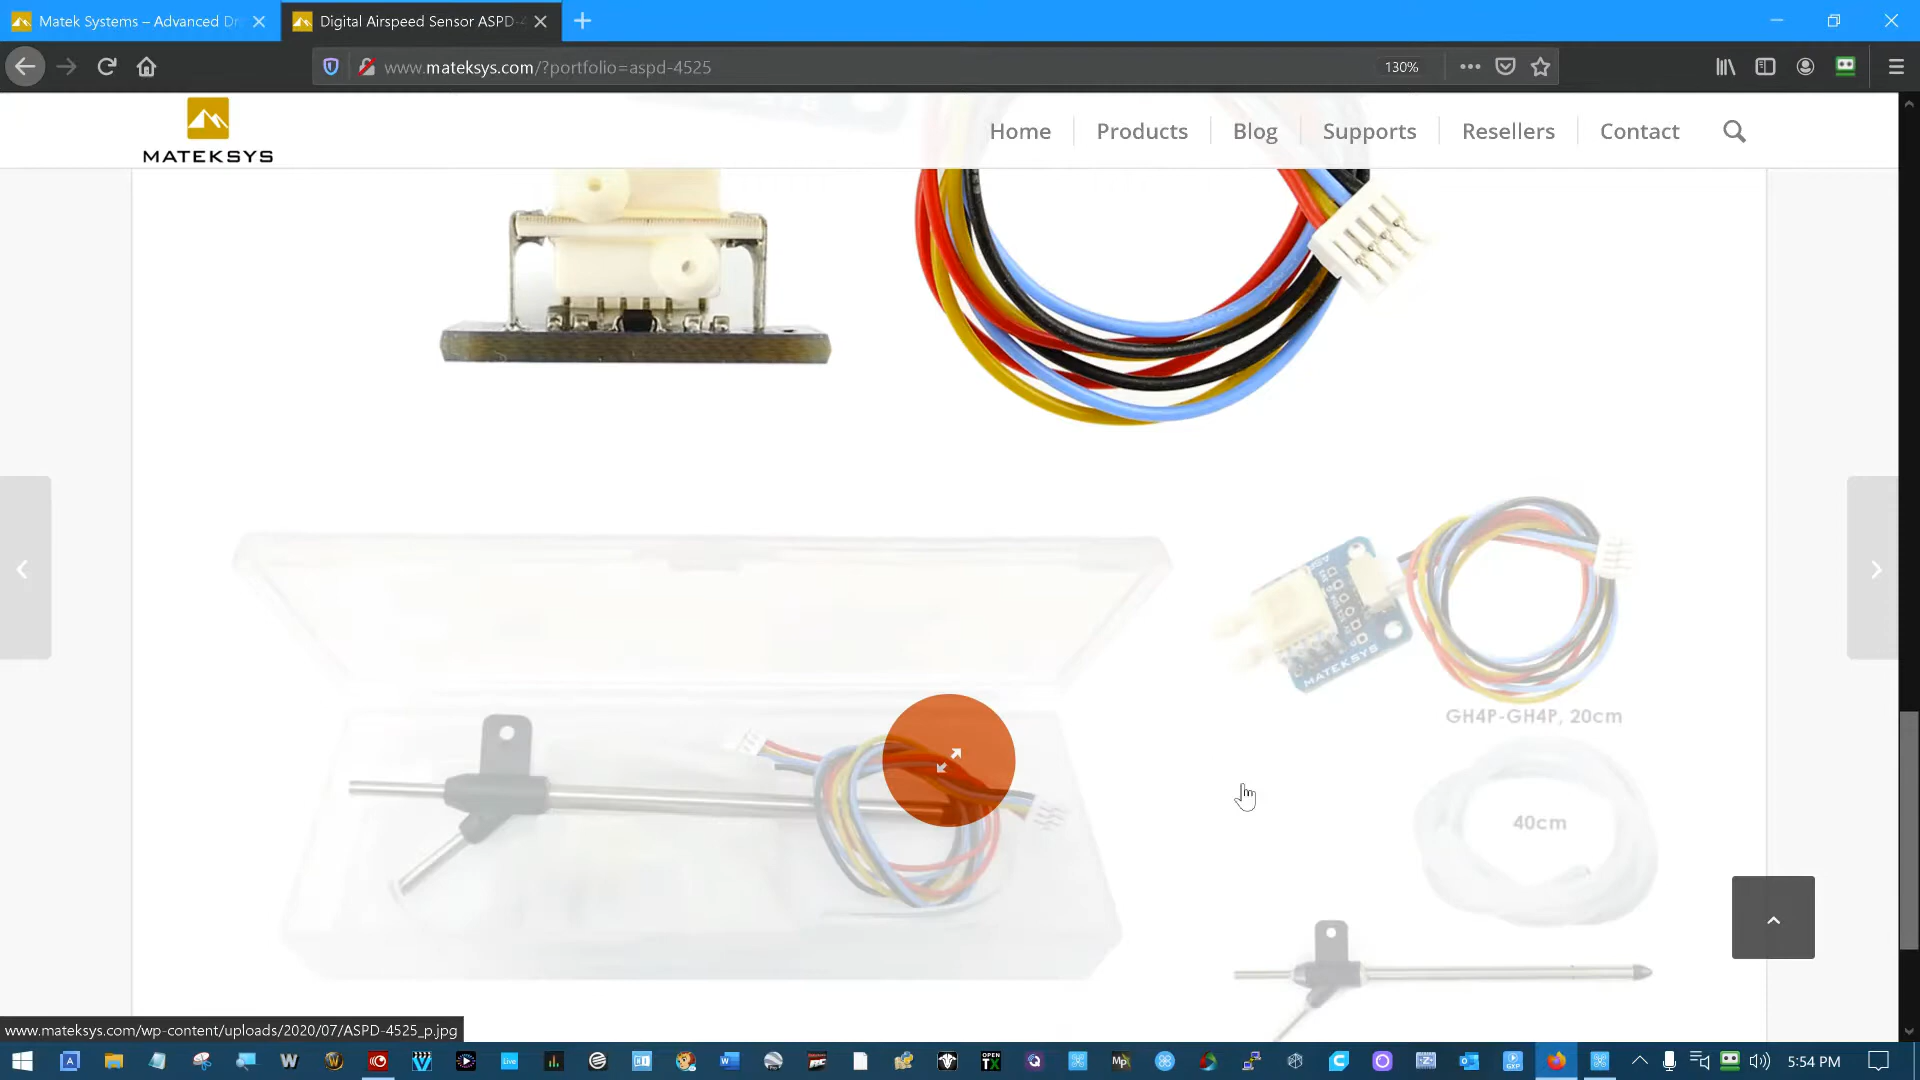 Matek Systems – Advanced Dr
Digital Airspeed Sensor ASPD-4
www.mateksys.com/?portfolio=aspd-4525
130%
MATEKSYS
Home
Products
Blog
Supports
Resellers
Contact
MATEKSYS
GH4P-GH4P, 20cm
40cm
www.mateksys.com/wp-content/uploads/2020/07/ASPD-4525_p.jpg
5:54 PM